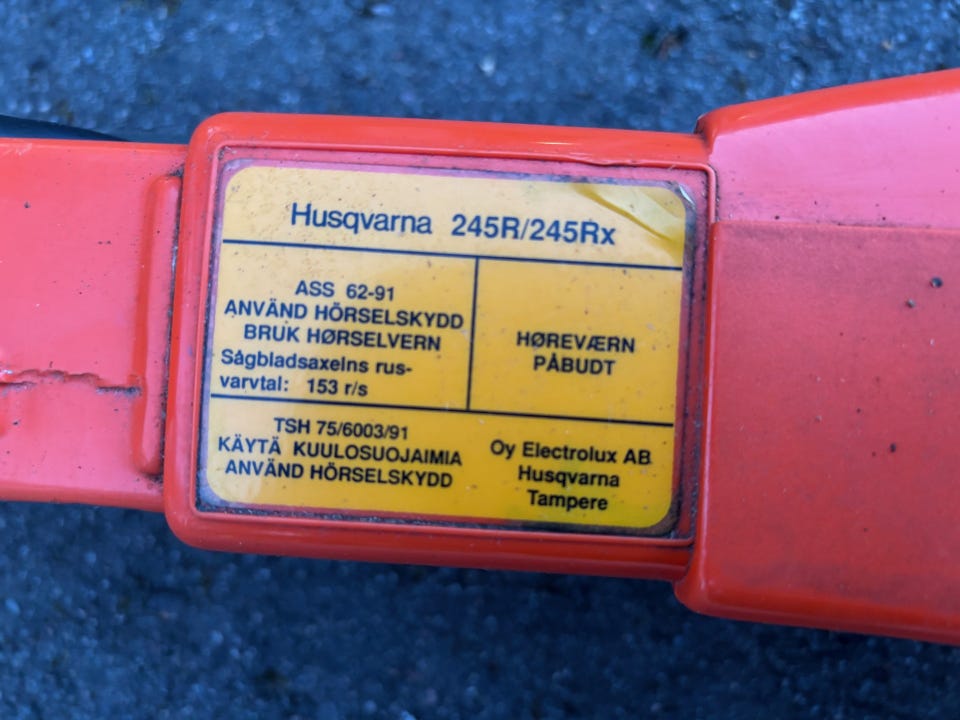 Husqvarna 245R/245Rx
ASS 62-91
ANVÄND HÖRSELSKYDD
BRUK HØRSELVERN
Sågbladsaxelns rus-
varvtal: 153 r/s
HØREVÆRN
PÅBUDT
TSH 75/6003/91
KÄYTÄ KUULOSUOJAIMIA
ANVÄND HÖRSELSKYDD
Oy Electrolux AB
Husqvarna
Tampere